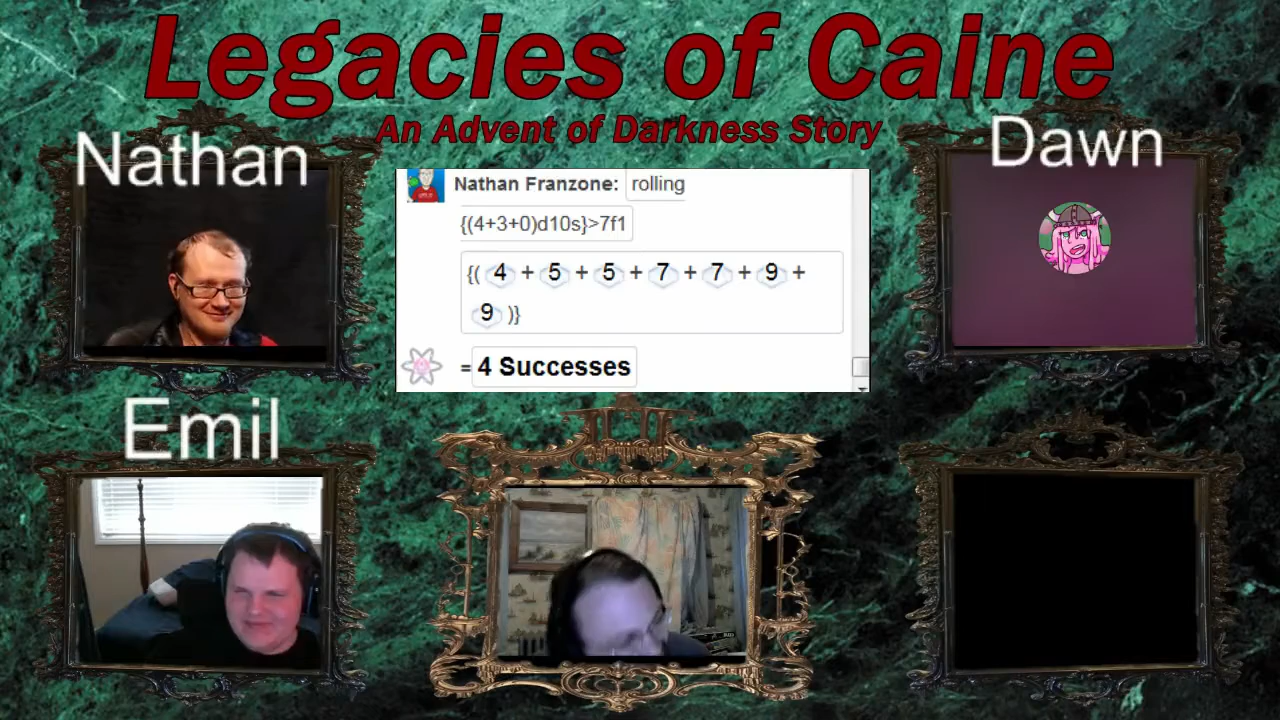 Legacies of Caine
An Advent of Darkness Story
Nathan
Dawn
Nathan Franzone: rolling
{(4+3+0)d10s}>7f1
{( 4 + 5 + 5 + 7 + 7 + 9 +
9 )}
= 4 Successes
Emil